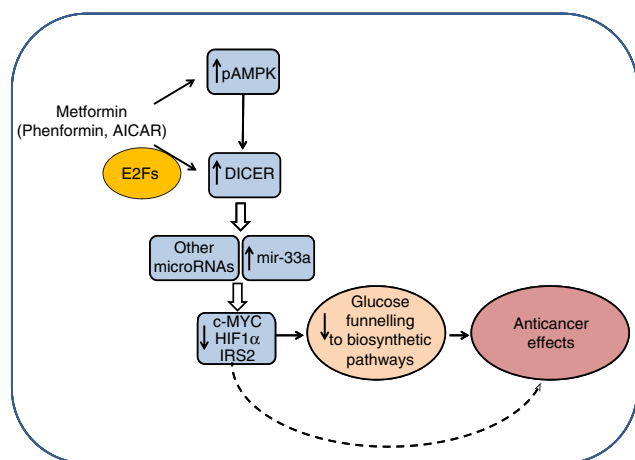 ↑pAMPK
Metformin
(Phenformin, AICAR)
E2Fs
↑DICER
Other
microRNAs
↑mir-33a
↓c-MYC
HIF1α
IRS2
↓Glucose
funnelling
to biosynthetic
pathways
Anticancer
effects